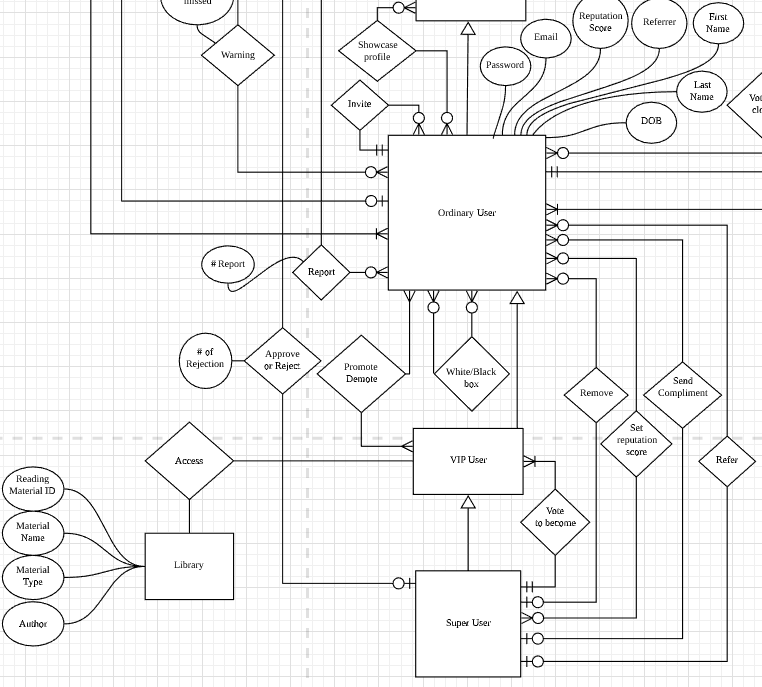 missed
Warning
Showcase
profile
Invite
Password
Email
Reputation
Score
Referrer
First
Name
Last
Name
DOB
Ordinary User
# Report
Report
# of
Rejection
Approve
or Reject
Promote
Demote
White/Black
box
Remove
Send
Compliment
Set
reputation
score
Refer
Access
VIP User
Vote
to become
Reading
Material ID
Material
Name
Material
Type
Author
Library
Super User